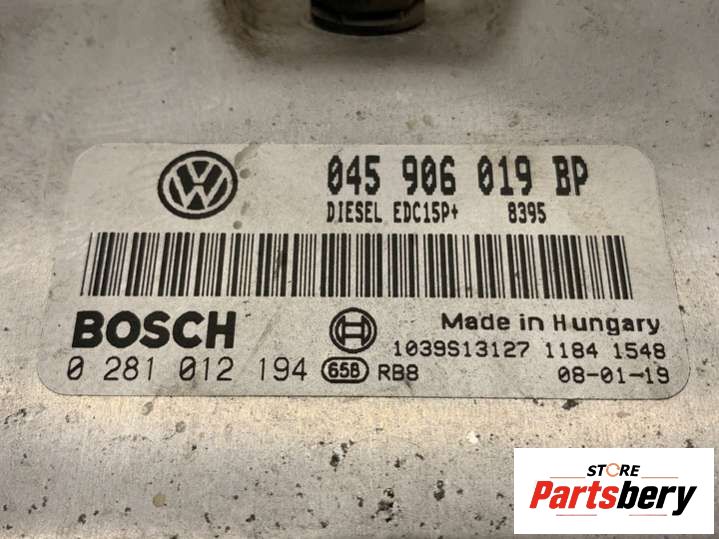 045 906 019 BP
DIESEL EDC15P+ 8395
BOSCH
Made in Hungary
0 281 012 194 658 RB8
1039S13127 1184 1548
08-01-19
STORE
Partsbery